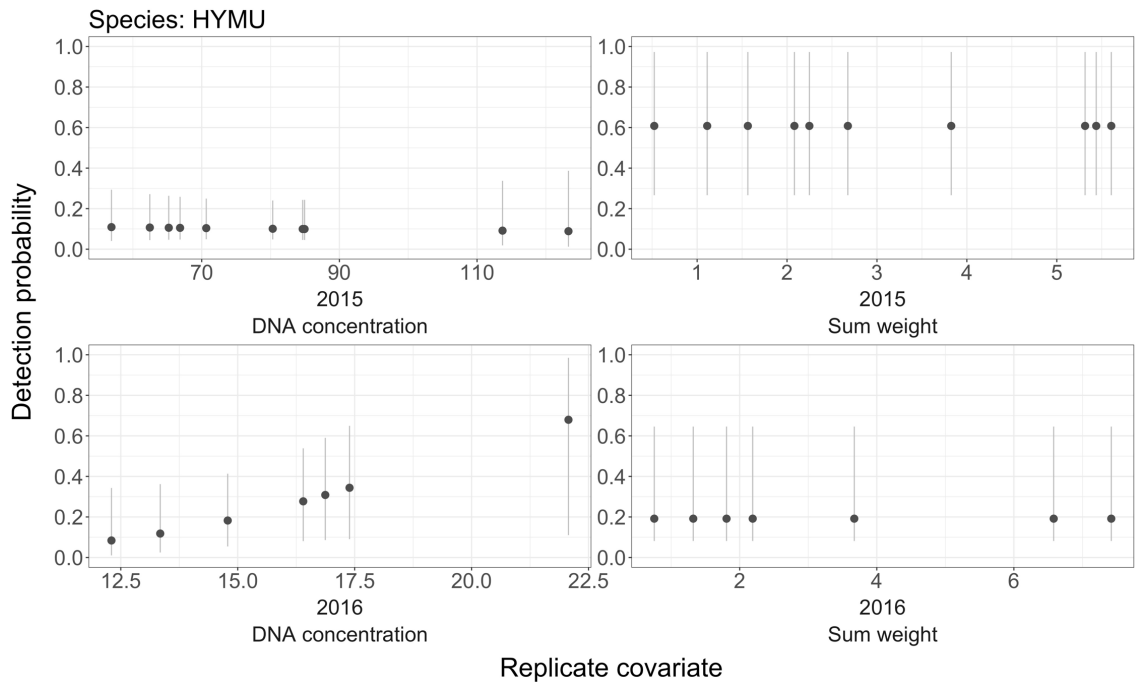 Species: HYMU
Detection probability
1.0
0.8
0.6
0.4
0.2
0.0
70 90 110
2015
DNA concentration
1.0
0.8
0.6
0.4
0.2
0.0
1 2 3 4 5
2015
Sum weight
1.0
0.8
0.6
0.4
0.2
0.0
12.5 15.0 17.5 20.0 22.5
2016
DNA concentration
1.0
0.8
0.6
0.4
0.2
0.0
2 4 6
2016
Sum weight
Replicate covariate